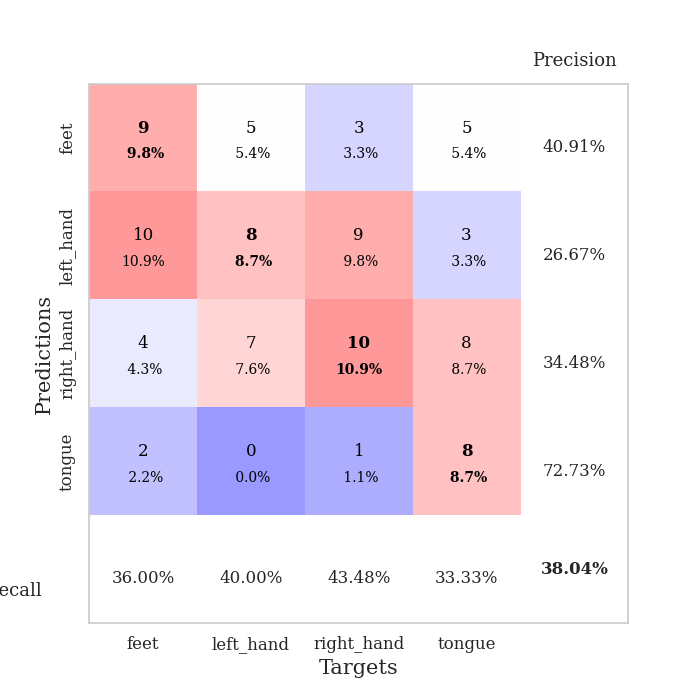 Precision
feet
9 5 3 5
9.8% 5.4% 3.3% 5.4%
40.91%
left_hand
10 8 9 3
10.9% 8.7% 9.8% 3.3%
26.67%
Predictions
right_hand
4 7 10 8
4.3% 7.6% 10.9% 8.7%
34.48%
tongue
2 0 1 8
2.2% 0.0% 1.1% 8.7%
72.73%
ecall
36.00% 40.00% 43.48% 33.33% 38.04%
feet left_hand right_hand tongue
Targets